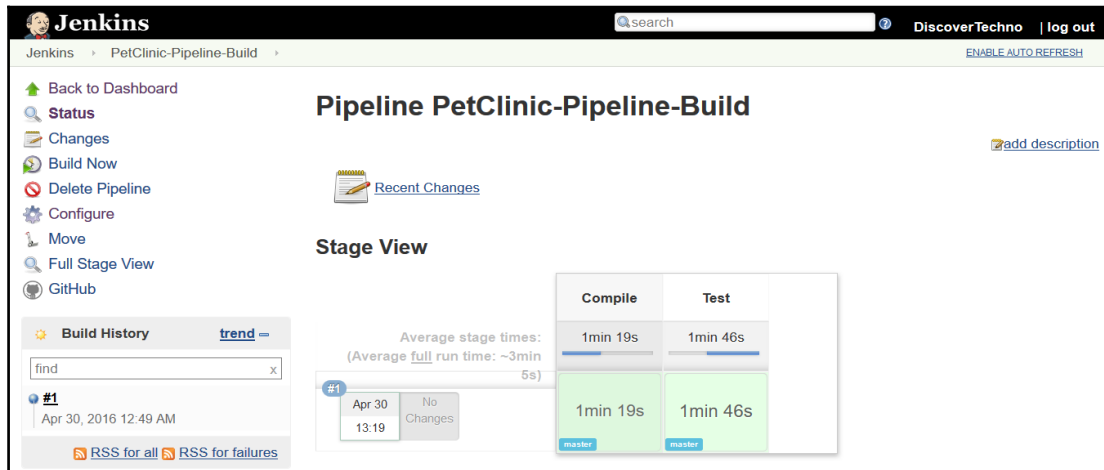 Jenkins
search
DiscoverTechno | log out
Jenkins PetClinic-Pipeline-Build
ENABLE AUTO REFRESH
Back to Dashboard
Status
Changes
Build Now
Delete Pipeline
Configure
Move
Full Stage View
GitHub
Build History trend
find x
#1
Apr 30, 2016 12:49 AM
RSS for all RSS for failures
Pipeline PetClinic-Pipeline-Build
add description
Recent Changes
Stage View
Compile Test
Average stage times:
(Average full run time: ~3min
5s)
1min 19s 1min 46s
#1
Apr 30
13:19
No
Changes
1min 19s
master
1min 46s
master